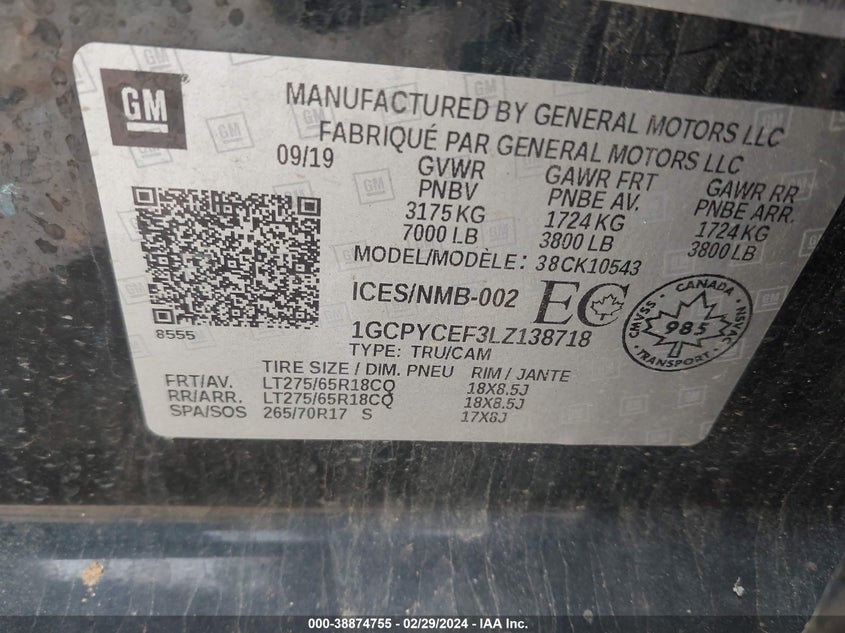 GM
MANUFACTURED BY GENERAL MOTORS LLC
FABRIQUÉ PAR GENERAL MOTORS LLC
09/19
GVWR GAWR FRT GAWR RR
PNBV PNBE AV. PNBE ARR.
3175 KG 1724 KG 1724 KG
7000 LB 3800 LB 3800 LB
MODEL/MODÈLE: 38CK10543
ICES/NMB-002 EC
CANADA
CMVSS 985 NSVAC
TRANSPORT
8555
1GCPYCEF3LZ138718
TYPE: TRU/CAM
TIRE SIZE / DIM. PNEU RIM / JANTE
FRT/AV. LT275/65R18CQ 18X8.5J
RR/ARR. LT275/65R18CQ 18X8.5J
SPA/SOS 265/70R17 S 17X8J
000-38874755 - 02/29/2024 - IAA Inc.